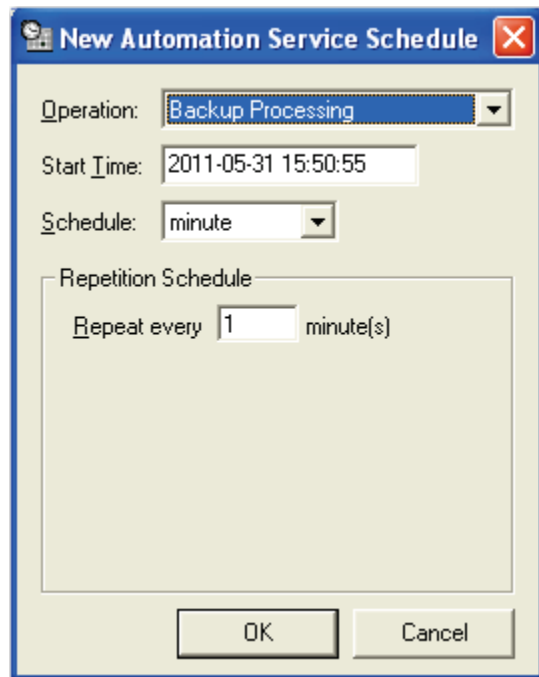 New Automation Service Schedule
Operation: Backup Processing
Start Time: 2011-05-31 15:50:55
Schedule: minute
Repetition Schedule
Repeat every 1 minute(s)
OK Cancel